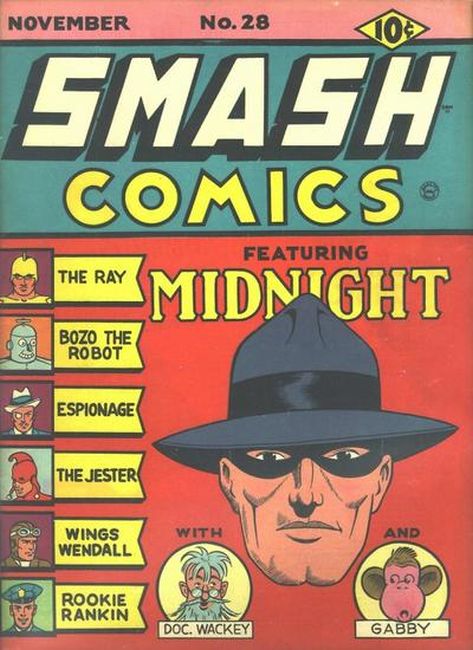 NOVEMBER No. 28 10¢
SMASH
COMICS
FEATURING
MIDNIGHT
THE RAY
BOZO THE
ROBOT
ESPIONAGE
THE JESTER
WINGS
WENDALL
ROOKIE
RANKIN
WITH
DOC. WACKEY
AND
GABBY